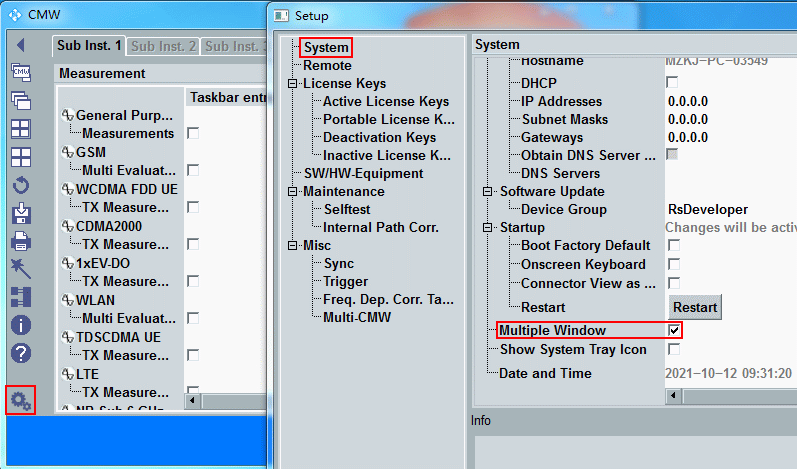 CMW
Sub Inst. 1
Sub Inst. 2
Sub Inst. 3
Measurement
Taskbar entr
General Purp...
Measurements
GSM
Multi Evaluat...
WCDMA FDD UE
TX Measure...
CDMA2000
TX Measure...
1xEV-DO
TX Measure...
WLAN
Multi Evaluat...
TDSCDMA UE
TX Measure...
LTE
TX Measure...
NR Sub 6 GHz
CMW
Setup
System
Remote
License Keys
Active License Keys
Portable License K...
Deactivation Keys
Inactive License K...
SW/HW-Equipment
Maintenance
Selftest
Internal Path Corr.
Misc
Sync
Trigger
Freq. Dep. Corr. Ta...
Multi-CMW
System
Hostname MZKJ-PC-03549
DHCP
IP Addresses 0.0.0.0
Subnet Masks 0.0.0.0
Gateways 0.0.0.0
Obtain DNS Server ...
DNS Servers
Software Update
Device Group RsDeveloper
Startup Changes will be activ
Boot Factory Default
Onscreen Keyboard
Connector View as ...
Restart Restart
Multiple Window
Show System Tray Icon
Date and Time 2021-10-12 09:31:20
Info